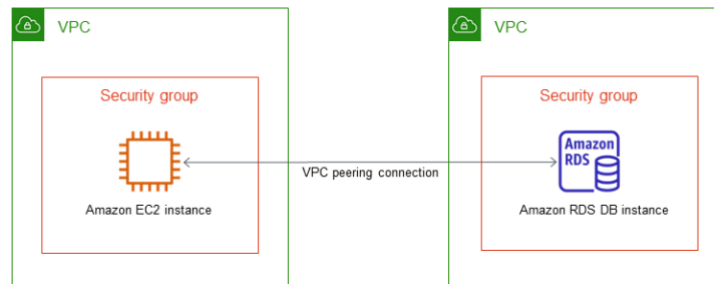 VPC
VPC
Security group
Security group
Amazon
RDS
VPC peering connection
Amazon EC2 instance
Amazon RDS DB instance